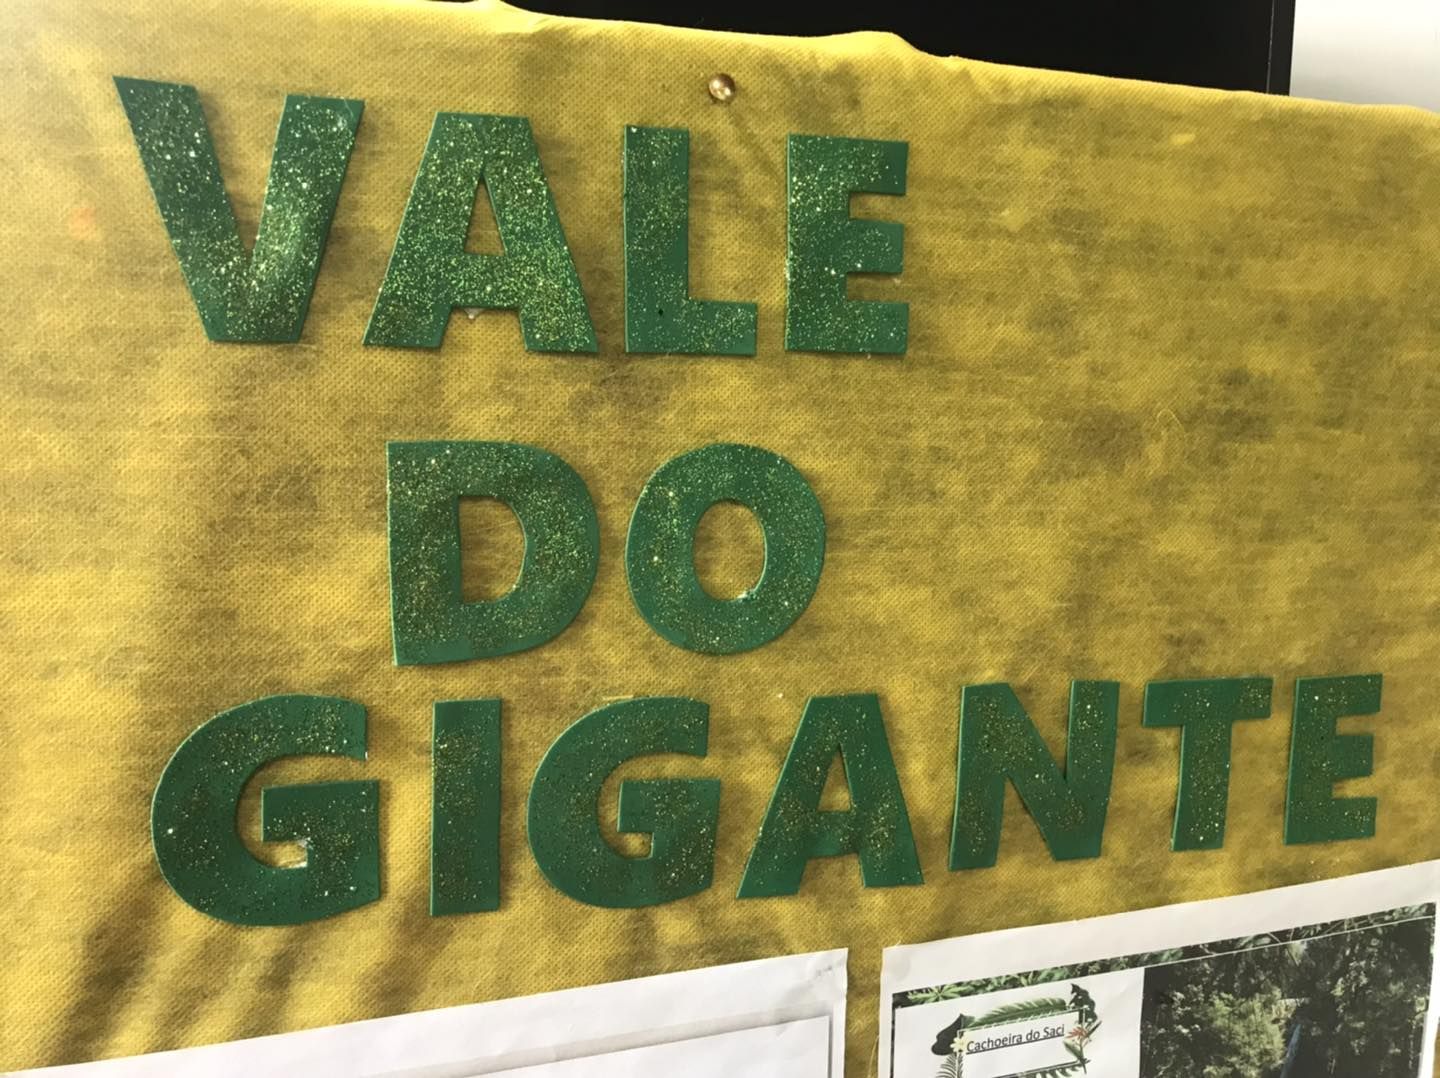 VALE
DO
GIGANTE
Cachoeira do Saci